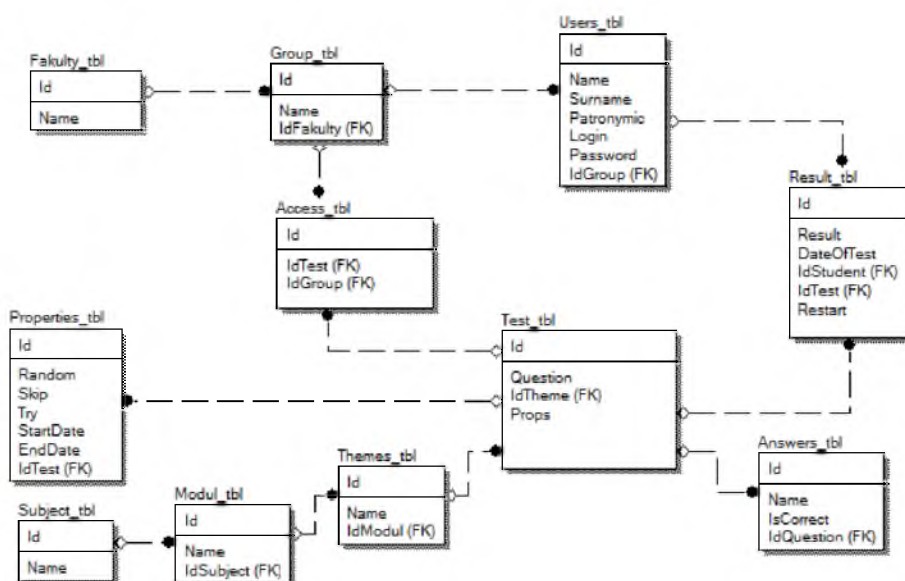 Users_tbl
Id
Name
Surname
Patronymic
Login
Password
IdGroup (FK)
Fakulty_tbl
Id
Name
Group_tbl
Id
Name
IdFakulty (FK)
Result_tbl
Id
Result
DateOfTest
IdStudent (FK)
IdTest (FK)
Restart
Access_tbl
Id
IdTest (FK)
IdGroup (FK)
Properties_tbl
Id
Random
Skip
Try
StartDate
EndDate
IdTest (FK)
Test_tbl
Id
Question
IdTheme (FK)
Props
Answers_tbl
Id
Name
IsCorrect
IdQuestion (FK)
Themes_tbl
Id
Name
IdModul (FK)
Modul_tbl
Id
Name
IdSubject (FK)
Subject_tbl
Id
Name